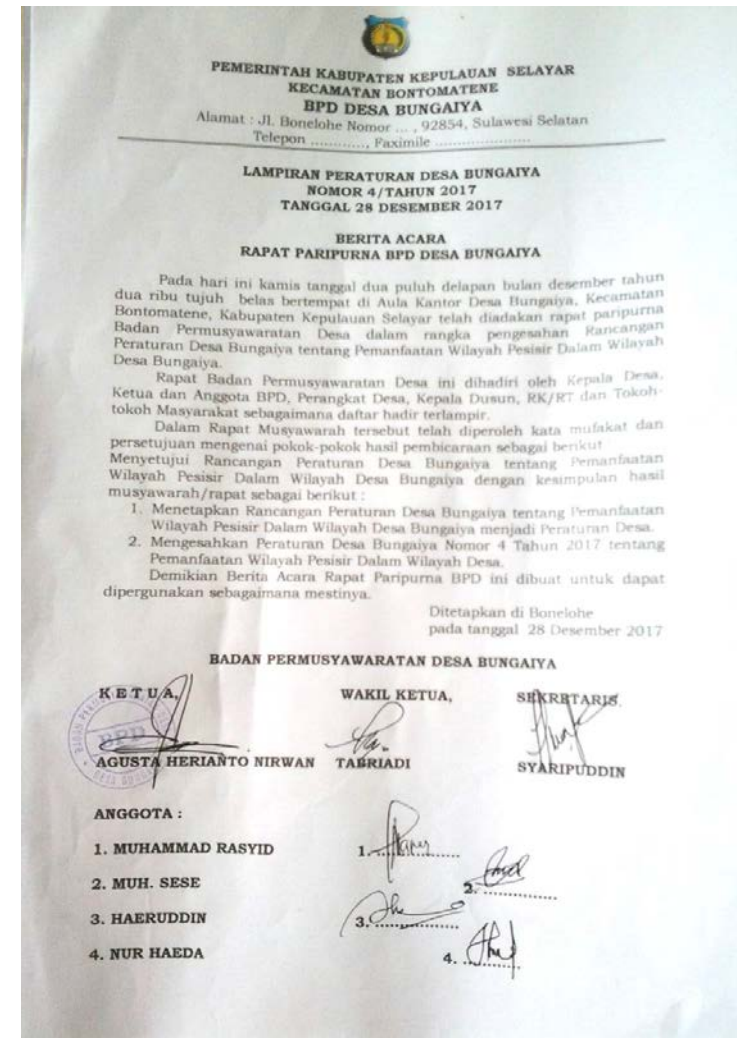 PEMERINTAH KABUPATEN KEPULAUAN SELAYAR
KECAMATAN BONTOMATENE
BPD DESA BUNGAIYA
Alamat : Jl. Bonelohe Nomor ... , 92854, Sulawesi Selatan
Telepon ............, Faximile ......................
LAMPIRAN PERATURAN DESA BUNGAIYA
NOMOR 4/TAHUN 2017
TANGGAL 28 DESEMBER 2017
BERITA ACARA
RAPAT PARIPURNA BPD DESA BUNGAIYA
Pada hari ini kamis tanggal dua puluh delapan bulan desember tahun
dua ribu tujuh belas bertempat di Aula Kantor Desa Bungaiya, Kecamatan
Bontomatene, Kabupaten Kepulauan Selayar telah diadakan rapat paripurna
Badan Permusyawaratan Desa dalam rangka pengesahan Rancangan
Peraturan Desa Bungaiya tentang Pemanfaatan Wilayah Pesisir Dalam Wilayah
Desa Bungaiya.
Rapat Badan Permusyawaratan Desa ini dihadiri oleh Kepala Desa,
Ketua dan Anggota BPD, Perangkat Desa, Kepala Dusun, RK/RT dan Tokoh-
tokoh Masyarakat sebagaimana daftar hadir terlampir.
Dalam Rapat Musyawarah tersebut telah diperoleh kata mufakat dan
persetujuan mengenai pokok-pokok hasil pembicaraan sebagai berikut
Menyetujui Rancangan Peraturan Desa Bungaiya tentang Pemanfaatan
Wilayah Pesisir Dalam Wilayah Desa Bungaiya dengan kesimpulan hasil
musyawarah/rapat sebagai berikut :
1. Menetapkan Rancangan Peraturan Desa Bungaiya tentang Pemanfaatan
Wilayah Pesisir Dalam Wilayah Desa Bungaiya menjadi Peraturan Desa.
2. Mengesahkan Peraturan Desa Bungaiya Nomor 4 Tahun 2017 tentang
Pemanfaatan Wilayah Pesisir Dalam Wilayah Desa.
Demikian Berita Acara Rapat Paripurna BPD ini dibuat untuk dapat
dipergunakan sebagaimana mestinya.
Ditetapkan di Bonelohe
pada tanggal 28 Desember 2017
BADAN PERMUSYAWARATAN DESA BUNGAIYA
KETUA, WAKIL KETUA, SEKRETARIS.
BPD
AGUSTA HERIANTO NIRWAN TABRIADI SYARIPUDDIN
ANGGOTA :
1. MUHAMMAD RASYID 1. ..............
2. MUH. SESE 2. ..............
3. HAERUDDIN 3. ..............
4. NUR HAEDA 4. ..............